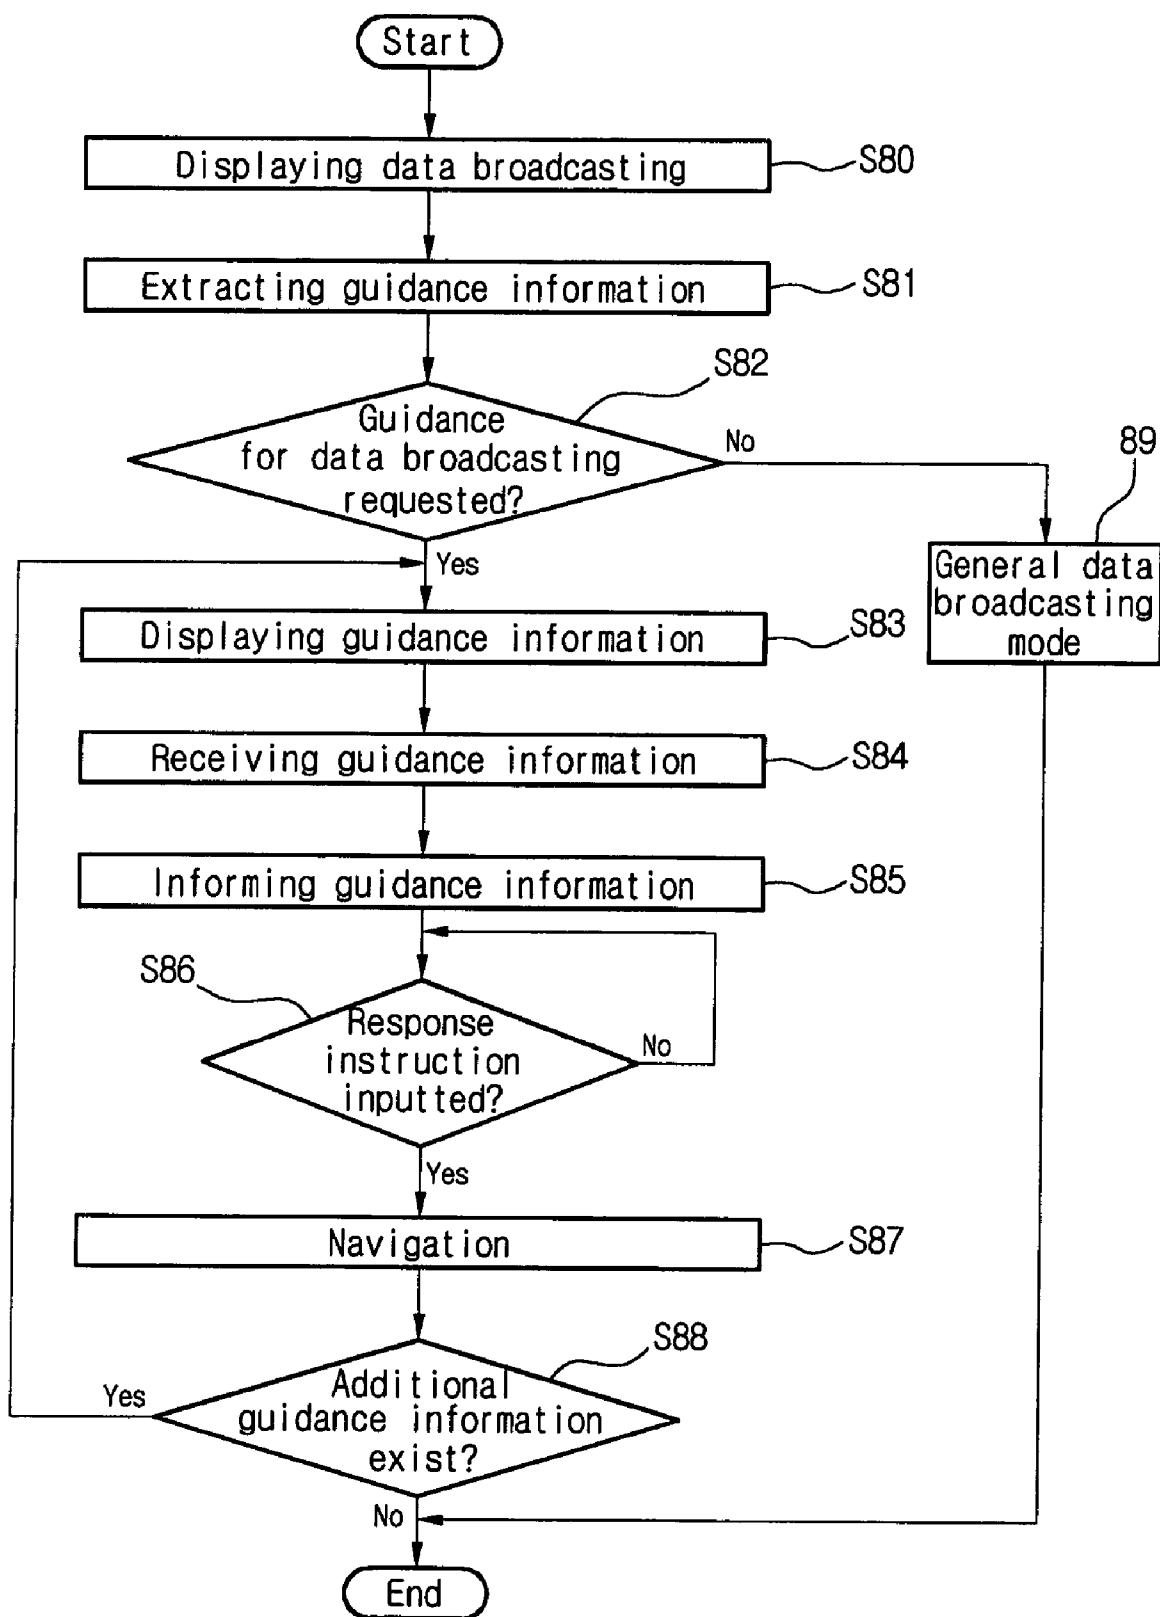 Start
Displaying data broadcasting
S80
Extracting guidance information
S81
S82
Guidance
for data broadcasting
requested?
No
89
Yes
General data
broadcasting
mode
Displaying guidance information
S83
Receiving guidance information
S84
Informing guidance information
S85
S86
Response
instruction
inputted?
No
Yes
Navigation
S87
S88
Yes
Additional
guidance information
exist?
No
End